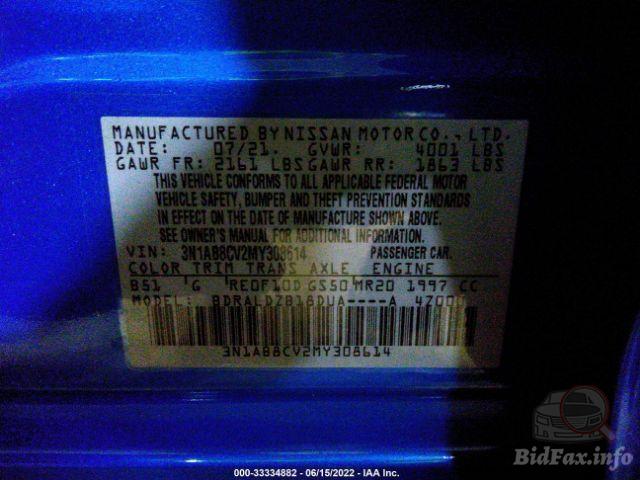 MANUFACTURED BY NISSAN MOTOR CO., LTD.
DATE: 07/21. GVWR: 4001 LBS
GAWR FR: 2161 LBS GAWR RR: 1863 LBS
THIS VEHICLE CONFORMS TO ALL APPLICABLE FEDERAL MOTOR
VEHICLE SAFETY, BUMPER AND THEFT PREVENTION STANDARDS
IN EFFECT ON THE DATE OF MANUFACTURE SHOWN ABOVE.
SEE OWNER'S MANUAL FOR ADDITIONAL INFORMATION
VIN: 3N1AB8CV2MY308614 PASSENGER CAR.
COLOR TRIM TRANS AXLE ENGINE
B51 G RE0F10D GS50 MR20 1997 CC
MODEL: BDRALDZB18DUA----A 4Z000
3N1AB8CV2MY308614
BidFax.info
000-33334882 - 06/15/2022 - IAA Inc.